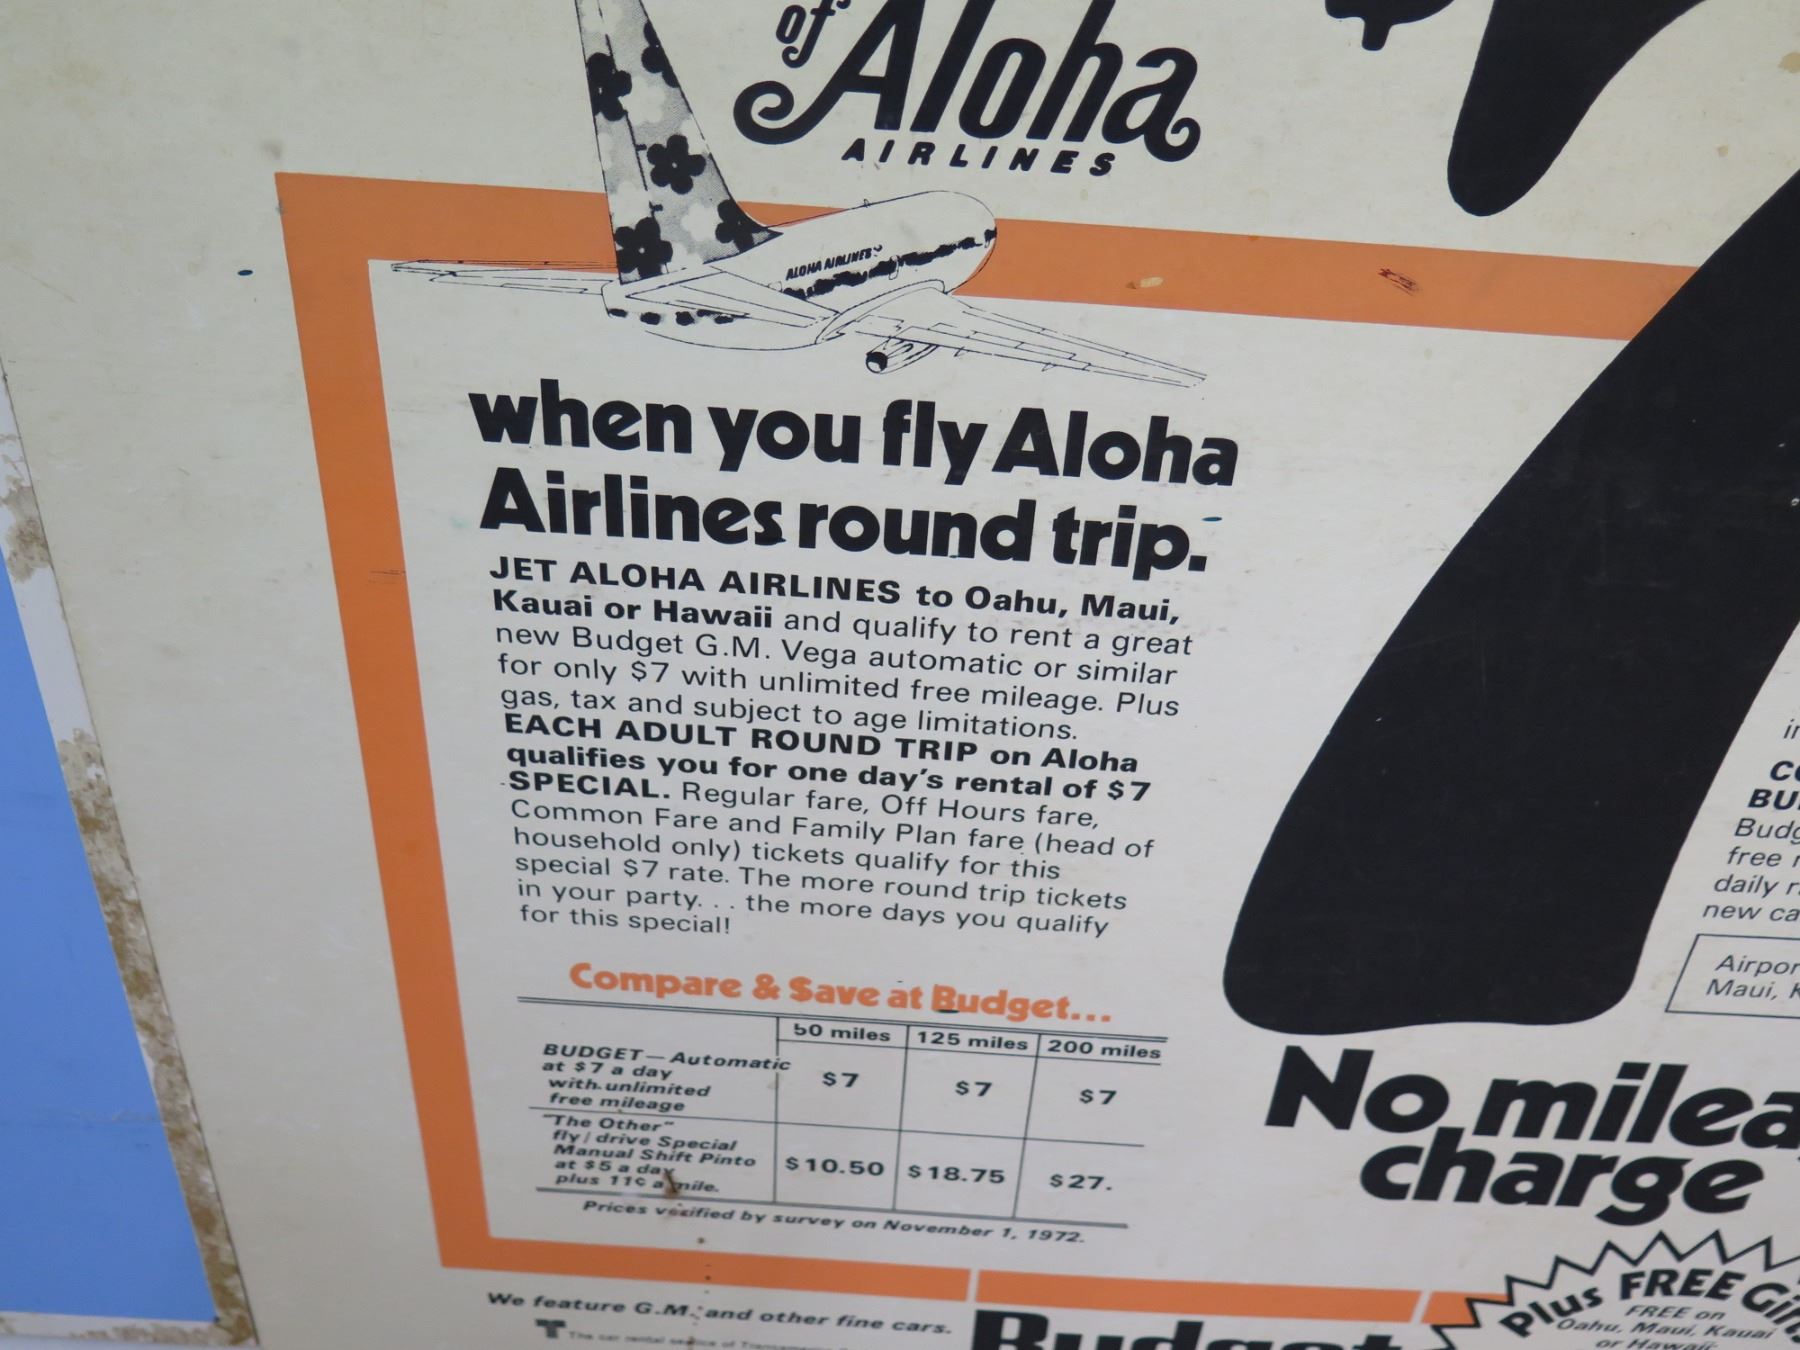 of Aloha
AIRLINES
$7
ALOHA AIRLINES
when you fly Aloha
Airlines round trip.
JET ALOHA AIRLINES to Oahu, Maui,
Kauai or Hawaii and qualify to rent a great
new Budget G.M. Vega automatic or similar
for only $7 with unlimited free mileage. Plus
gas, tax and subject to age limitations.
EACH ADULT ROUND TRIP on Aloha
qualifies you for one day's rental of $7
SPECIAL. Regular fare, Off Hours fare,
Common Fare and Family Plan fare (head of
household only) tickets qualify for this
special $7 rate. The more round trip tickets
in your party. . . the more days you qualify
for this special!
Compare & $ave at Budget...
50 miles 125 miles 200 miles
BUDGET—Automatic
at $7 a day
with unlimited
free mileage
$7 $7 $7
"The Other"
fly/drive Special
Manual Shift Pinto
at $5 a day
plus 11¢ a mile.
$10.50 $18.75 $27.
Prices verified by survey on November 1, 1972.
We feature G.M. and other fine cars.
The car rental service of
Budget
No
charge
Budg
free
daily
new
Airpor
Maui,
Plus FREE
FREE on
Oahu, Maui, Kauai
or Hawaii